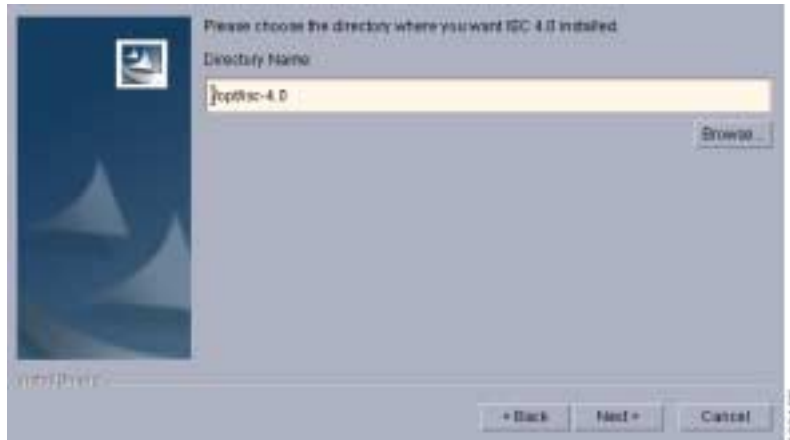 Please choose the directory where you want ISC 4.0 installed.
Directory Name:
/opt/isc-4.0
Browse...
< Back
Next >
Cancel